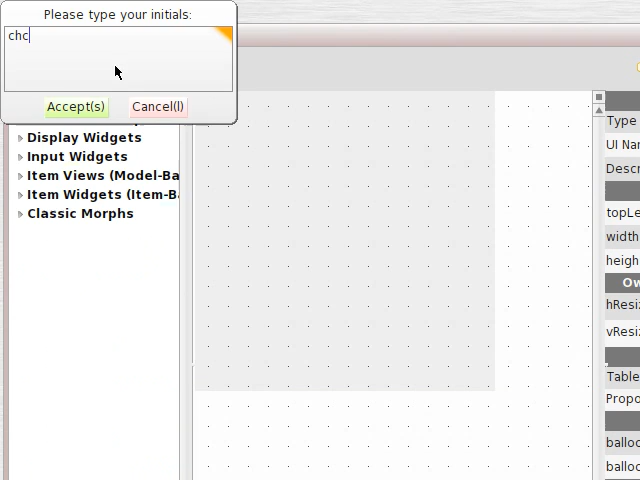 Please type your initials:
chc
Accept(s)
Cancel(l)
Display Widgets
Input Widgets
Item Views (Model-Ba
Item Widgets (Item-Ba
Classic Morphs
Type
UI Nar
Descr
topLe
width
heigh
Ow
hResiz
vResiz
Table
Propo
balloo
balloo